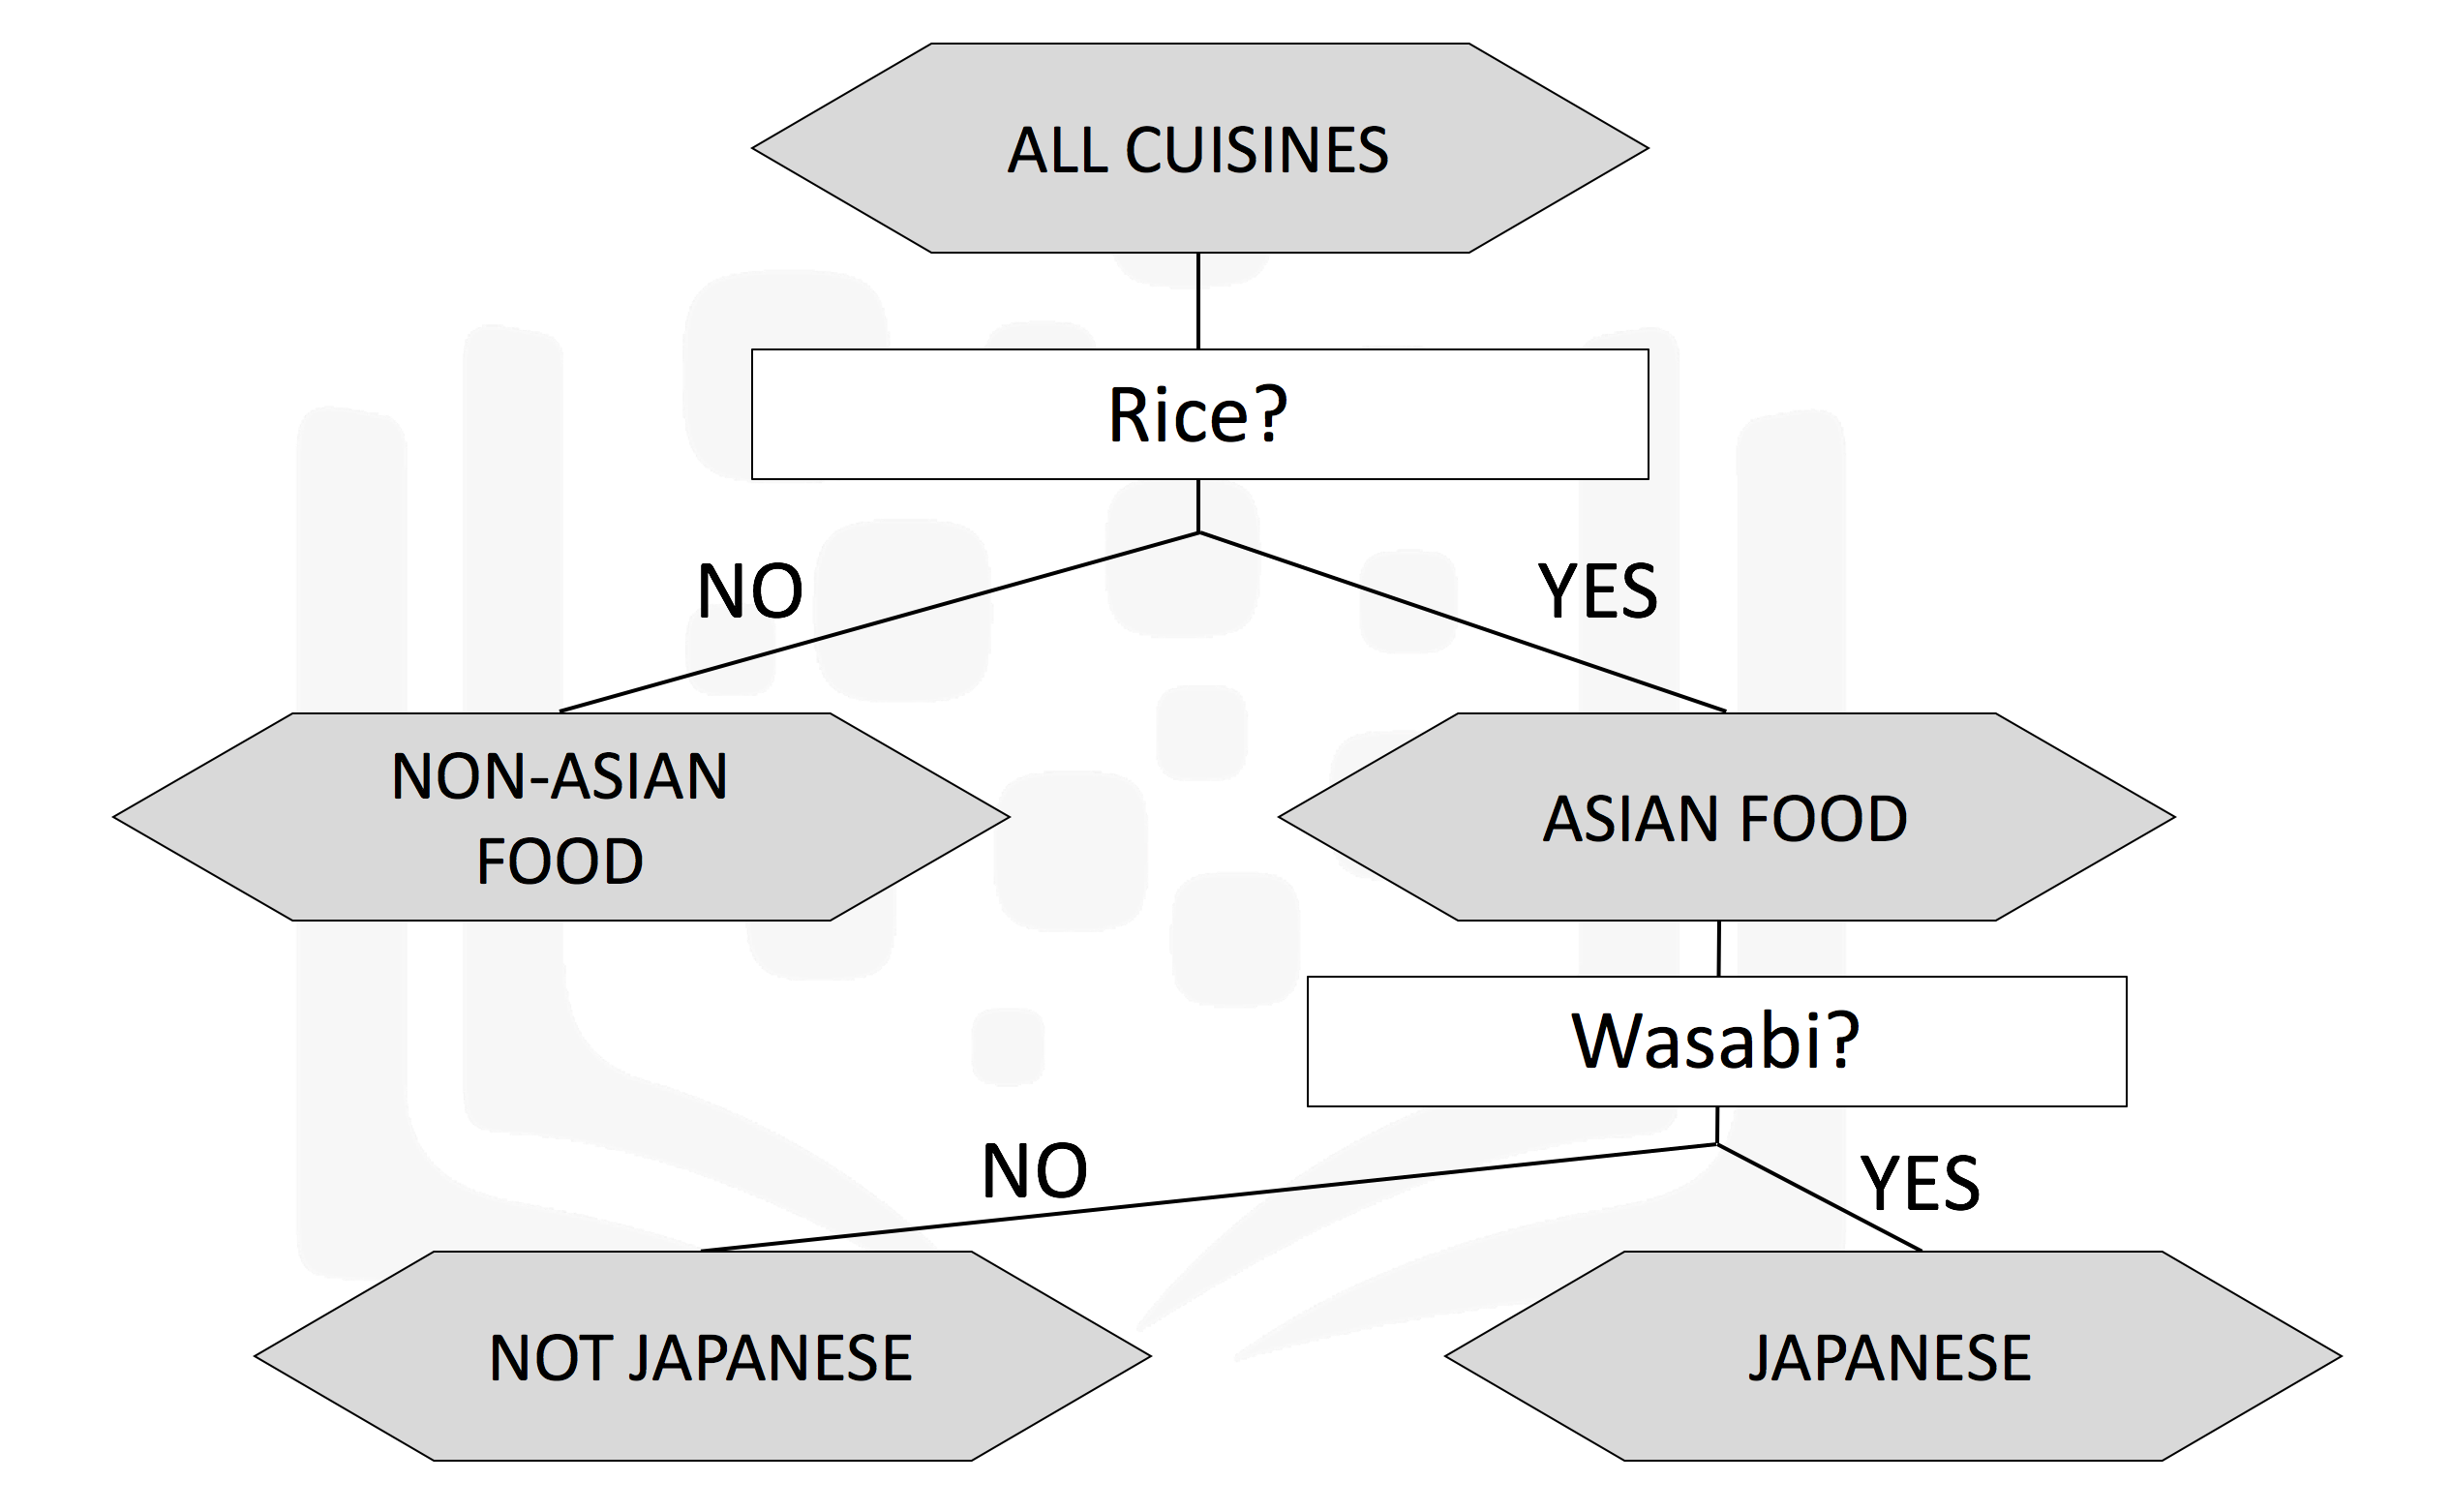 ALL CUISINES
Rice?
NO
YES
NON-ASIAN
FOOD
ASIAN FOOD
Wasabi?
NO
YES
NOT JAPANESE
JAPANESE